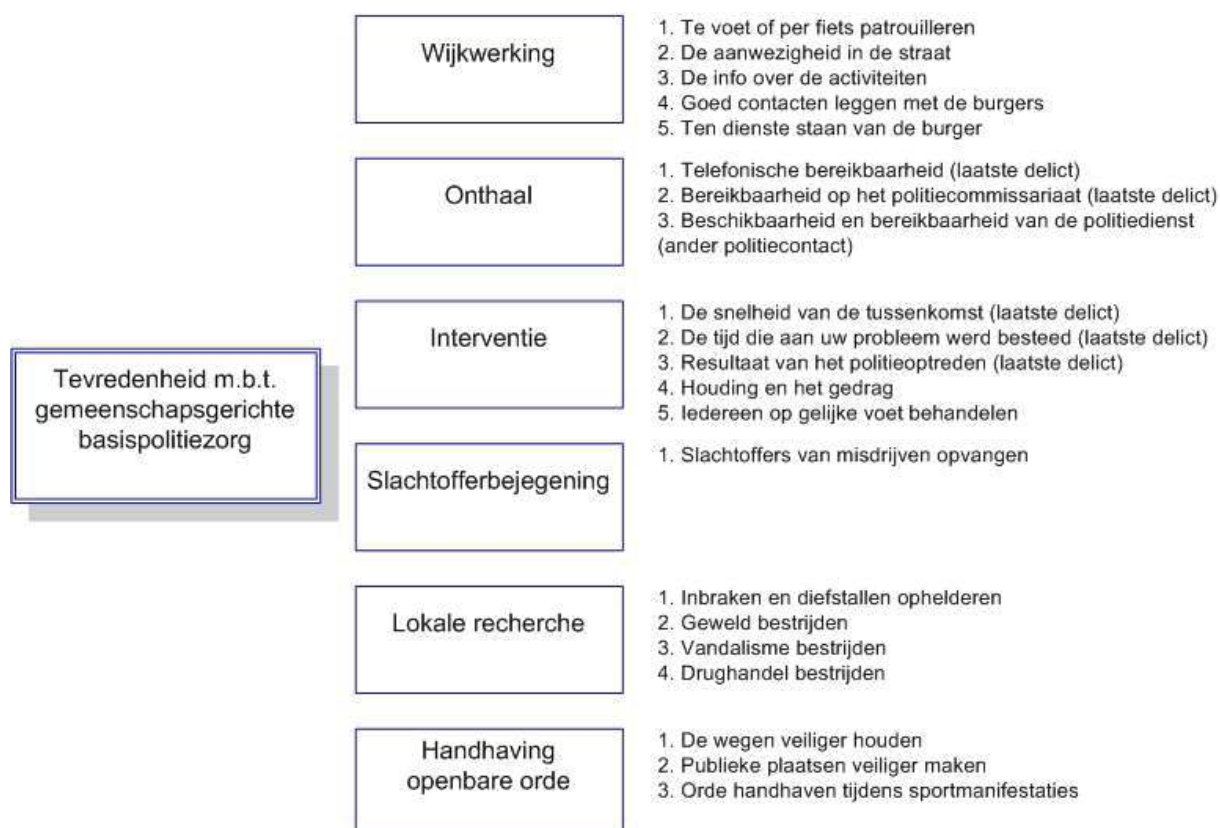 Wijkwerking
1. Te voet of per fiets patrouilleren
2. De aanwezigheid in de straat
3. De info over de activiteiten
4. Goed contacten leggen met de burgers
5. Ten dienste staan van de burger
Onthaal
1. Telefonische bereikbaarheid (laatste delict)
2. Bereikbaarheid op het politiecommissariaat (laatste delict)
3. Beschikbaarheid en bereikbaarheid van de politiedienst
(ander politiecontact)
Tevredenheid m.b.t.
gemeenschapsgerichte
basispolitiezorg
Interventie
1. De snelheid van de tussenkomst (laatste delict)
2. De tijd die aan uw probleem werd besteed (laatste delict)
3. Resultaat van het politieoptreden (laatste delict)
4. Houding en het gedrag
5. Iedereen op gelijke voet behandelen
Slachtofferbejegening
1. Slachtoffers van misdrijven opvangen
Lokale recherche
1. Inbraken en diefstallen ophelderen
2. Geweld bestrijden
3. Vandalisme bestrijden
4. Drughandel bestrijden
Handhaving
openbare orde
1. De wegen veiliger houden
2. Publieke plaatsen veiliger maken
3. Orde handhaven tijdens sportmanifestaties